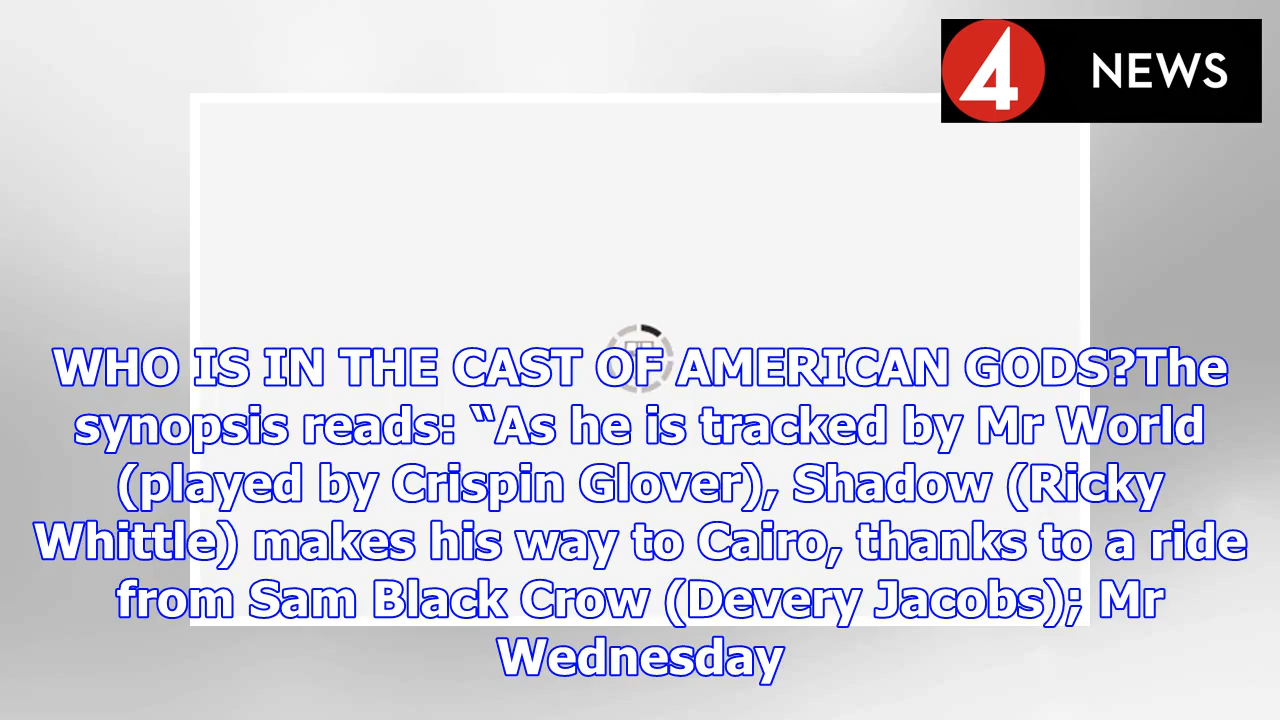 4 NEWS
WHO IS IN THE CAST OF AMERICAN GODS?The
synopsis reads: “As he is tracked by Mr World
(played by Crispin Glover), Shadow (Ricky
Whittle) makes his way to Cairo, thanks to a ride
from Sam Black Crow (Devery Jacobs); Mr
Wednesday